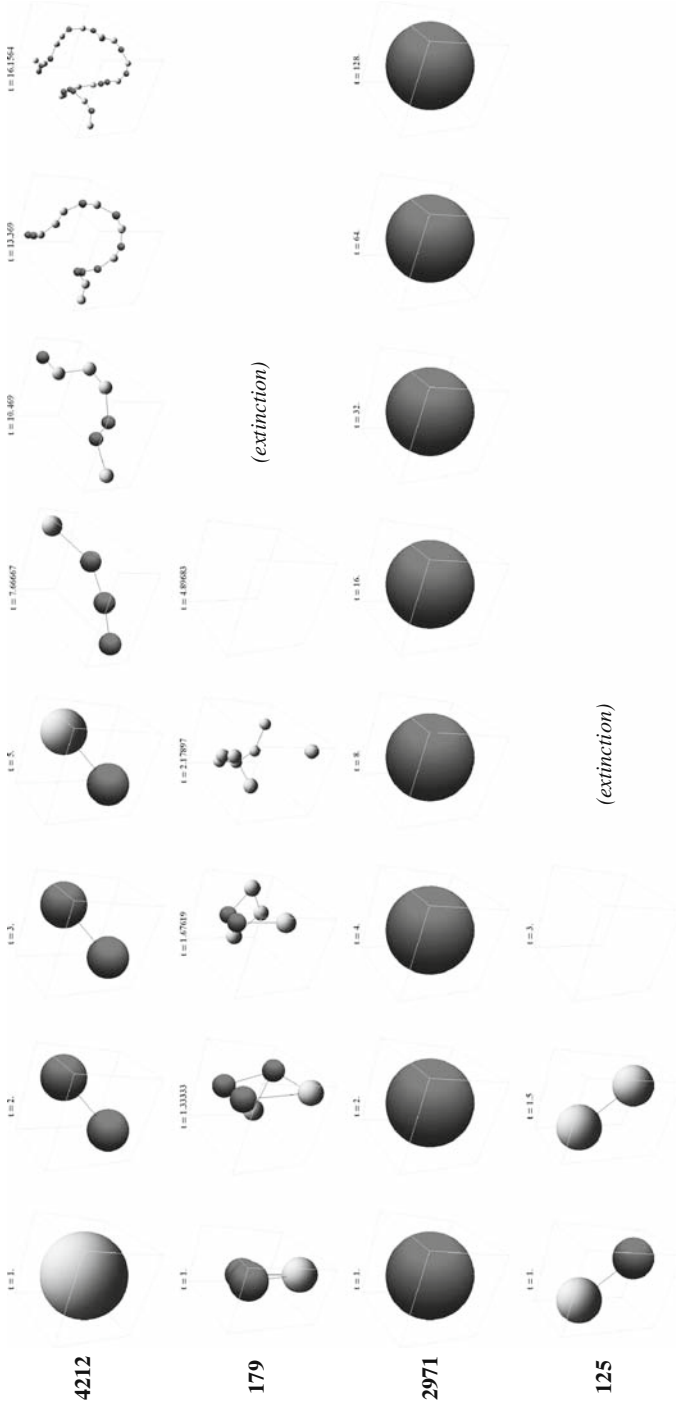 4212
t = 1.
t = 2.
t = 3.
t = 5.
t = 7.66667
t = 10.469
t = 13.369
t = 16.1564
179
t = 1.
t = 1.33333
t = 1.67619
t = 2.17897
t = 4.89683
(extinction)
2971
t = 1.
t = 2.
t = 4.
t = 8.
t = 16.
t = 32.
t = 64.
t = 128.
125
t = 1.
t = 1.5
t = 3.
(extinction)